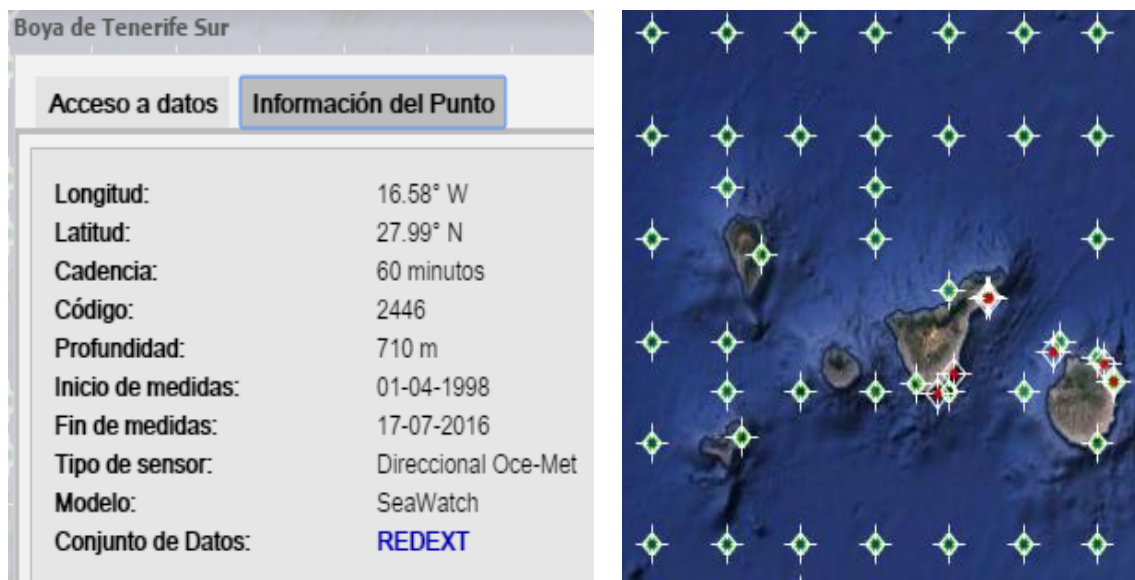 Boya de Tenerife Sur
Acceso a datos Información del Punto
Longitud: 16.58° W
Latitud: 27.99° N
Cadencia: 60 minutos
Código: 2446
Profundidad: 710 m
Inicio de medidas: 01-04-1998
Fin de medidas: 17-07-2016
Tipo de sensor: Direccional Oce-Met
Modelo: SeaWatch
Conjunto de Datos: REDEXT